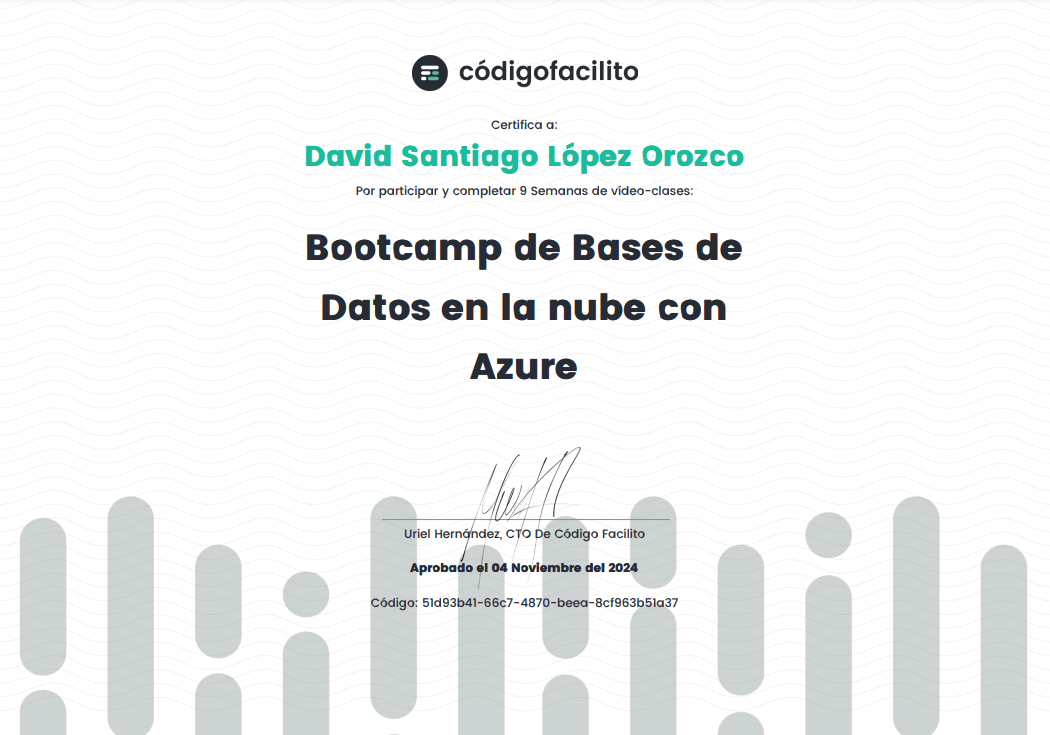 códigofacilito
Certifica a:
David Santiago López Orozco
Por participar y completar 9 Semanas de vídeo-clases:
Bootcamp de Bases de
Datos en la nube con
Azure
Uriel Hernández, CTO De Código Facilito
Aprobado el 04 Noviembre del 2024
Código: 51d93b41-66c7-4870-beea-8cf963b51a37